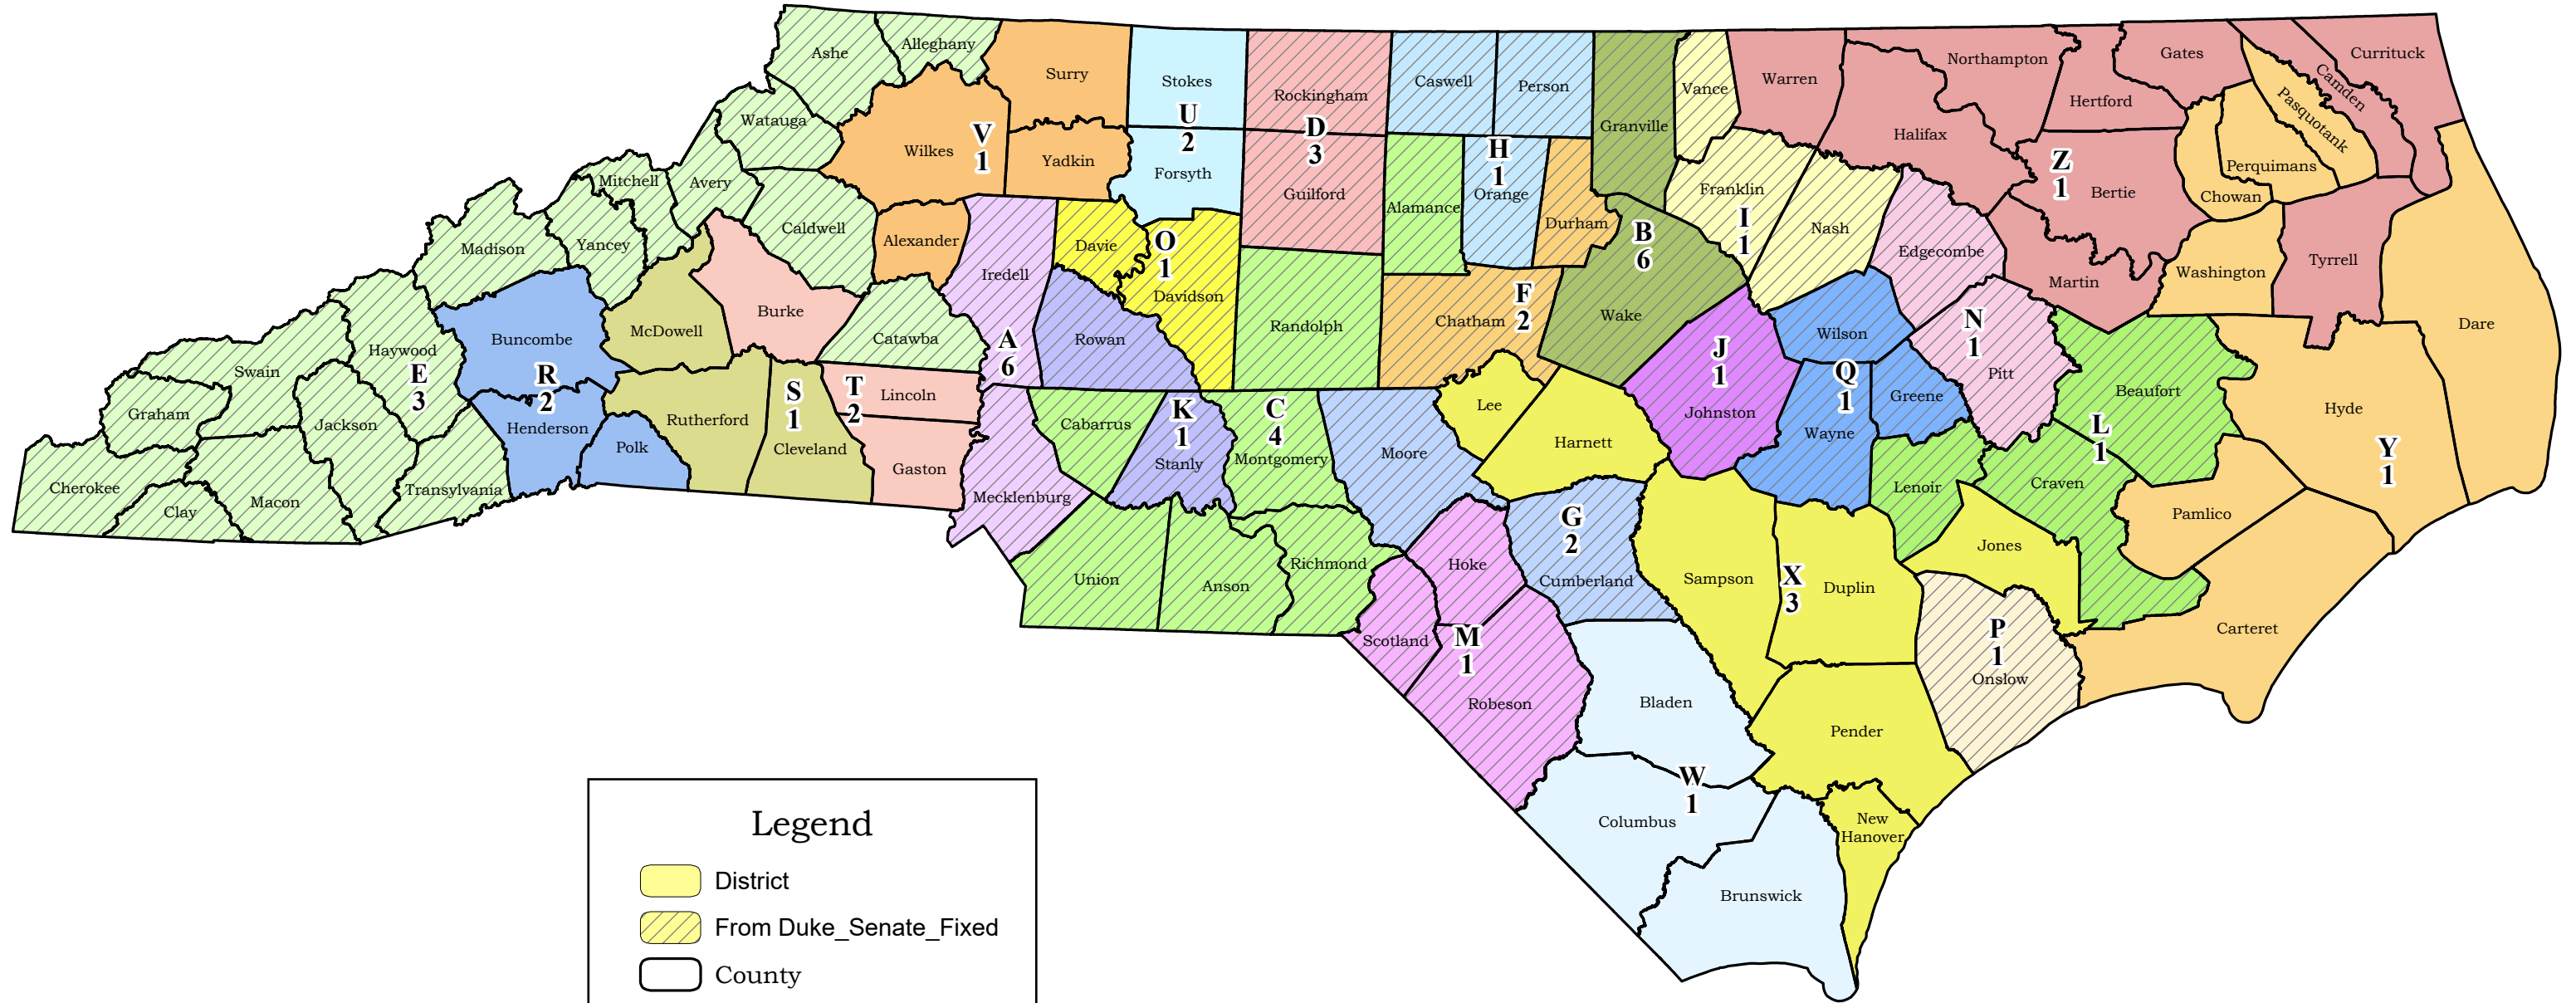 Ashe
Alleghany
Surry
Stokes
Rockingham
Caswell
Person
Granville
Vance
Warren
Northampton
Gates
Currituck
Camden
Pasquotank
Hertford
Halifax
Watauga
Wilkes
V
1
Yadkin
U
2
Forsyth
D
3
Guilford
H
1
Orange
Alamance
Durham
Franklin
I
1
Nash
Edgecombe
Z
1
Bertie
Perquimans
Chowan
Mitchell
Avery
Caldwell
Alexander
Iredell
Davie
O
1
Davidson
Randolph
F
2
Chatham
B
6
Wake
Wilson
Martin
Washington
Tyrrell
Dare
Madison
Yancey
Buncombe
McDowell
Burke
Catawba
Rowan
A
6
J
1
Johnston
Q
1
Wayne
Greene
N
1
Pitt
Beaufort
Hyde
Y
1
Swain
Haywood
E
3
Graham
Jackson
R
2
Henderson
Polk
Rutherford
S
1
Cleveland
T
2
Lincoln
Gaston
Cabarrus
K
1
Stanly
C
4
Montgomery
Moore
Lee
Harnett
L
1
Craven
Lenoir
Pamlico
Cherokee
Clay
Macon
Transylvania
Mecklenburg
Union
Anson
Richmond
Hoke
G
2
Cumberland
Sampson
X
3
Duplin
Jones
Carteret
Scotland
M
1
Robeson
Bladen
P
1
Onslow
Pender
W
1
Columbus
New
Hanover
Brunswick
Legend
District
From Duke_Senate_Fixed
County